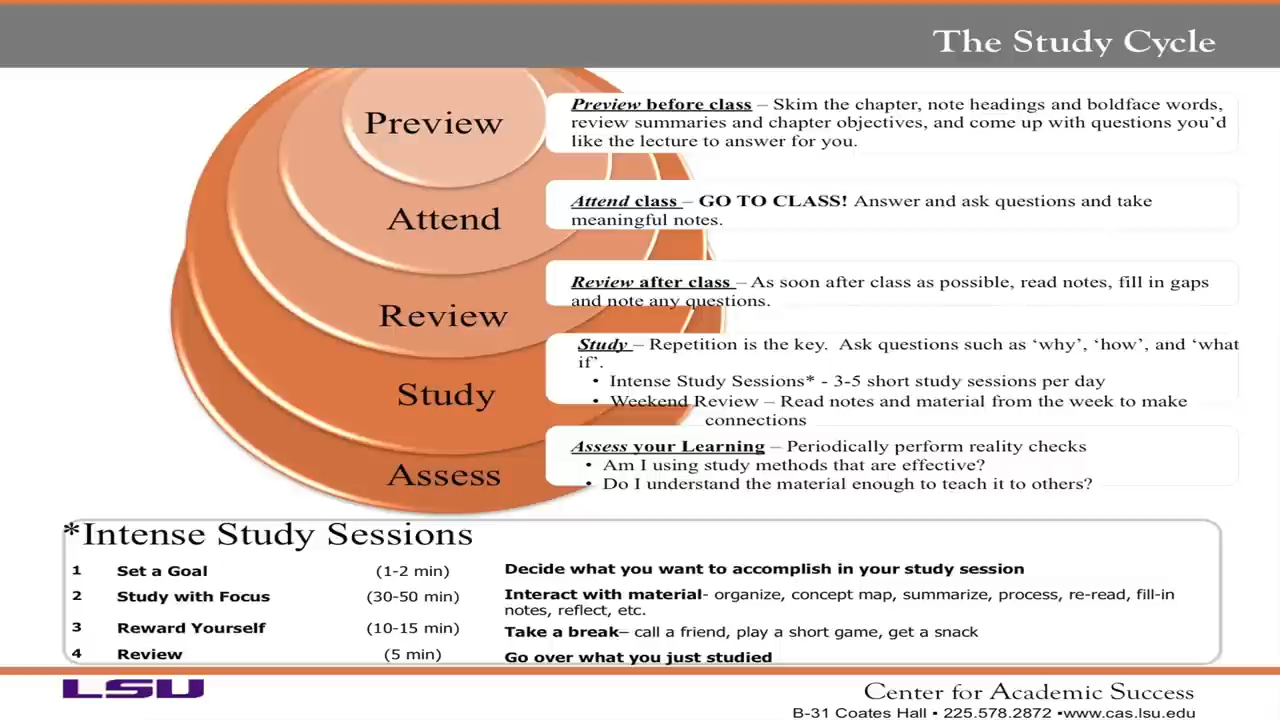 The Study Cycle
Preview
Preview before class – Skim the chapter, note headings and boldface words,
review summaries and chapter objectives, and come up with questions you’d
like the lecture to answer for you.
Attend
Attend class – GO TO CLASS! Answer and ask questions and take
meaningful notes.
Review
Review after class – As soon after class as possible, read notes, fill in gaps
and note any questions.
Study
Study – Repetition is the key. Ask questions such as ‘why’, ‘how’, and ‘what
if’.
• Intense Study Sessions* - 3-5 short study sessions per day
• Weekend Review – Read notes and material from the week to make
connections
Assess
Assess your Learning – Periodically perform reality checks
• Am I using study methods that are effective?
• Do I understand the material enough to teach it to others?
*Intense Study Sessions
1 Set a Goal (1-2 min) Decide what you want to accomplish in your study session
2 Study with Focus (30-50 min) Interact with material- organize, concept map, summarize, process, re-read, fill-in
notes, reflect, etc.
3 Reward Yourself (10-15 min) Take a break– call a friend, play a short game, get a snack
4 Review (5 min) Go over what you just studied
LSU
Center for Academic Success
B-31 Coates Hall • 225.578.2872 •www.cas.lsu.edu